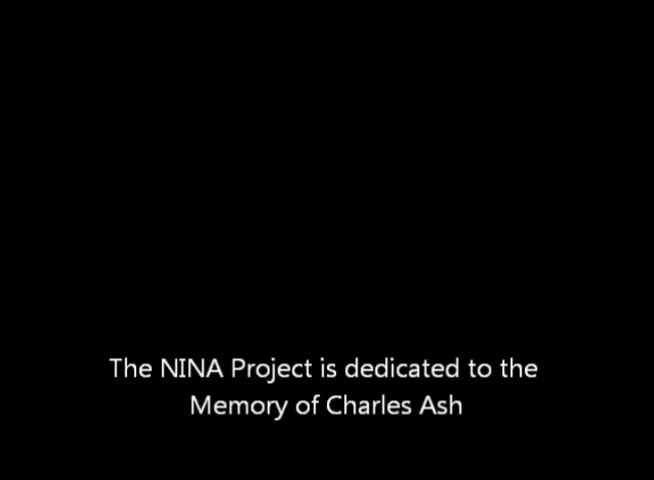 The NINA Project is dedicated to the
Memory of Charles Ash